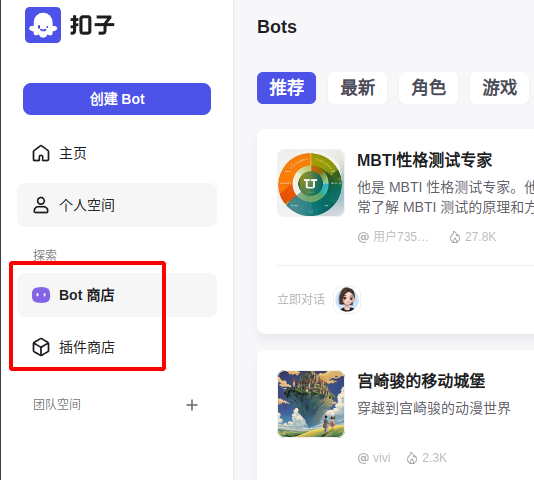 扣子
创建 Bot
主页
个人空间
探索
Bot 商店
插件商店
团队空间
Bots
推荐
最新
角色
游戏
MBTI性格测试专家
他是 MBTI 性格测试专家。他
常了解 MBTI 测试的原理和方
@ 用户735...
27.8K
立即对话
宫崎骏的移动城堡
穿越到宫崎骏的动漫世界
@ vivi
2.3K